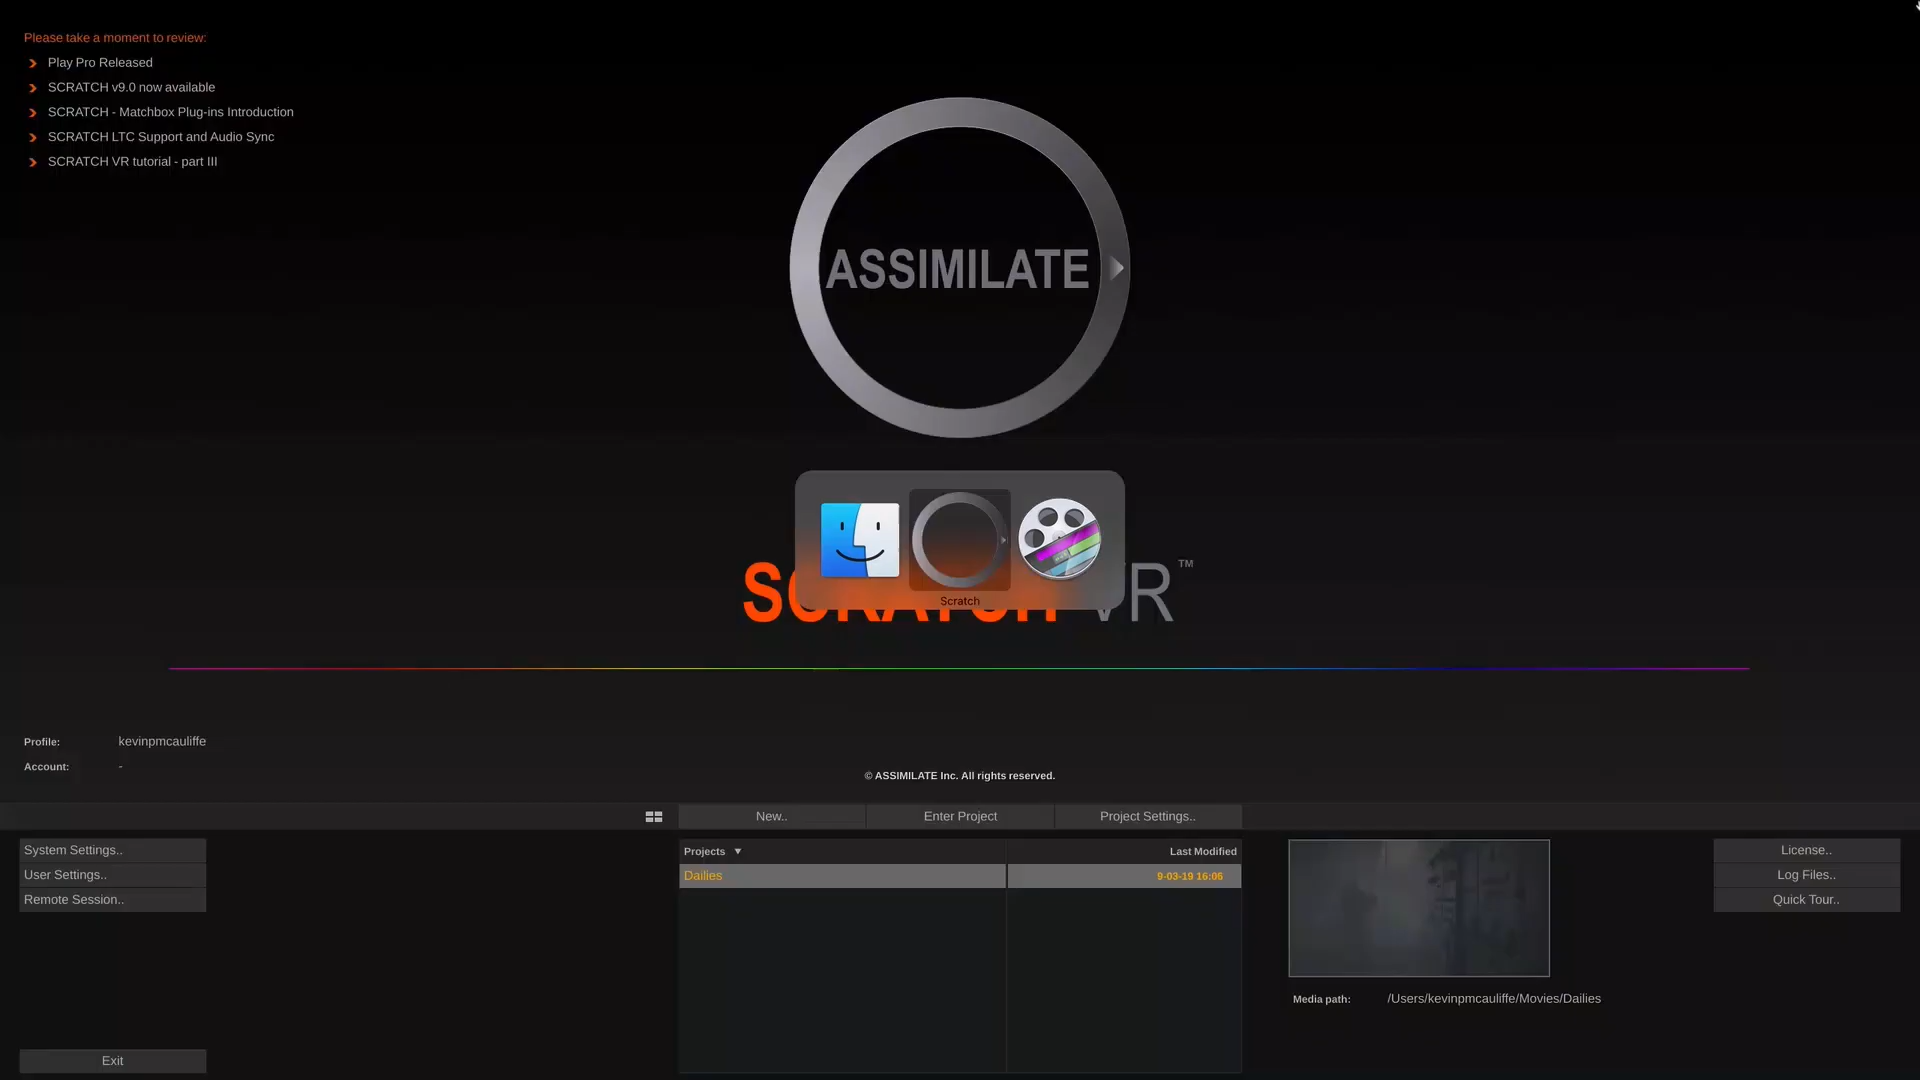 Please take a moment to review:
Play Pro Released
SCRATCH v9.0 now available
SCRATCH - Matchbox Plug-ins Introduction
SCRATCH LTC Support and Audio Sync
SCRATCH VR tutorial - part III
ASSIMILATE
Scratch
SCRATCH VR™
Profile: kevinpmcauliffe
Account: -
© ASSIMILATE Inc. All rights reserved.
New.. Enter Project Project Settings..
System Settings..
User Settings..
Remote Session..
Exit
Projects ▼ Last Modified
Dailies 9-03-19 16:06
Media path: /Users/kevinpmcauliffe/Movies/Dailies
License..
Log Files..
Quick Tour..